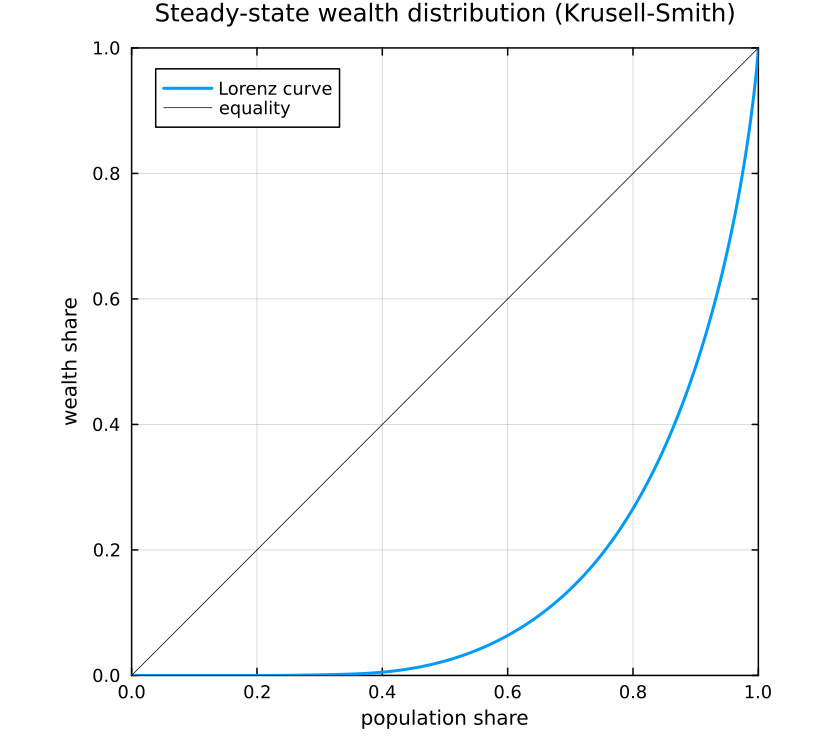 Steady-state wealth distribution (Krusell-Smith)
Lorenz curve
equality
wealth share
1.0
0.8
0.6
0.4
0.2
0.0
0.0 0.2 0.4 0.6 0.8 1.0
population share